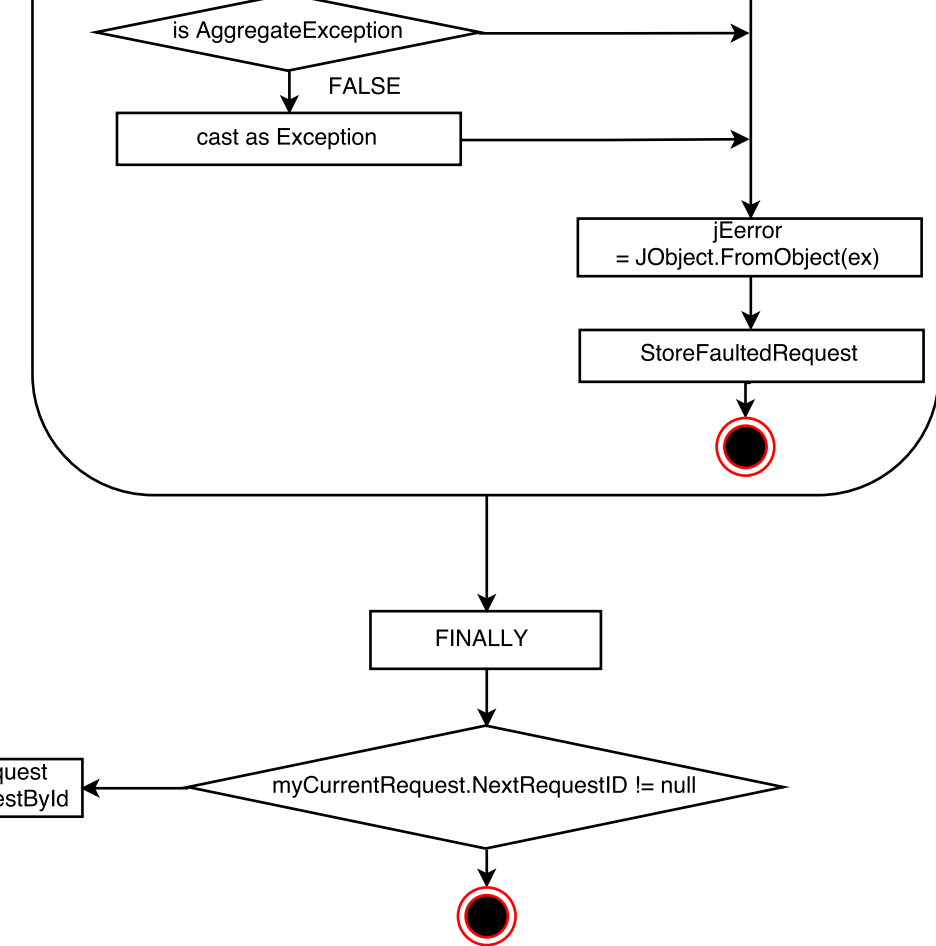 is AggregateException
FALSE
cast as Exception
jEerror
= JObject.FromObject(ex)
StoreFaultedRequest
FINALLY
myCurrentRequest.NextRequestID != null
quest
estById